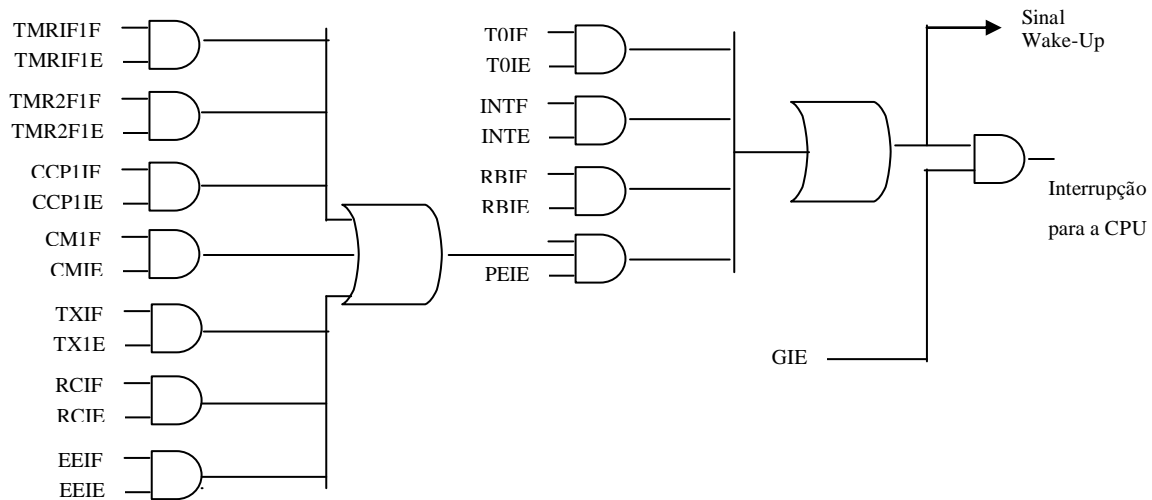 TMRIF1F
TMRIF1E
TMR2F1F
TMR2F1E
CCP1IF
CCP1IE
CM1F
CMIE
TXIF
TX1E
RCIF
RCIE
EEIF
EEIE
T0IF
T0IE
INTF
INTE
RBIF
RBIE
PEIE
GIE
Sinal
Wake-Up
Interrupção
para a CPU